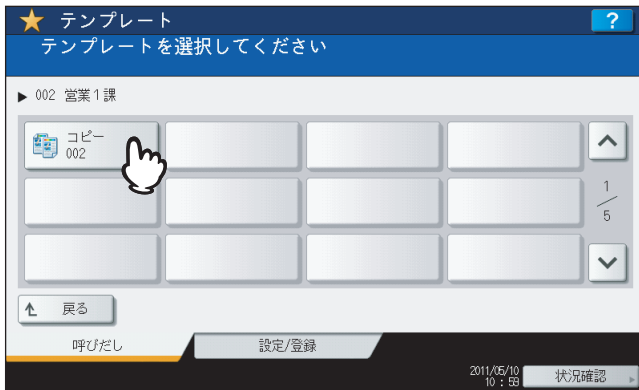 テンプレート
?
テンプレートを選択してください
▶ 002 営業1課
コピー
002
1
/
5
戻る
呼びだし
設定/登録
2011/05/10
10 : 59
状況確認